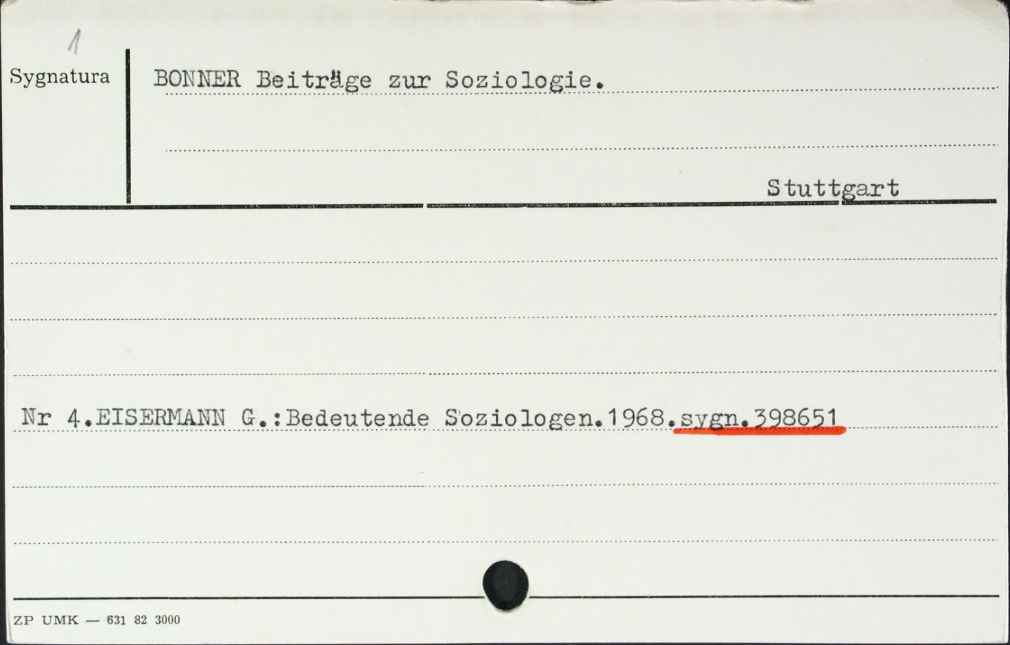 1
Sygnatura
BONNER Beiträge zur Soziologie.
Stuttgart
Nr 4.EISERMANN G.:Bedeutende Soziologen.1968.sygn.398651
ZP UMK — 631 82 3000